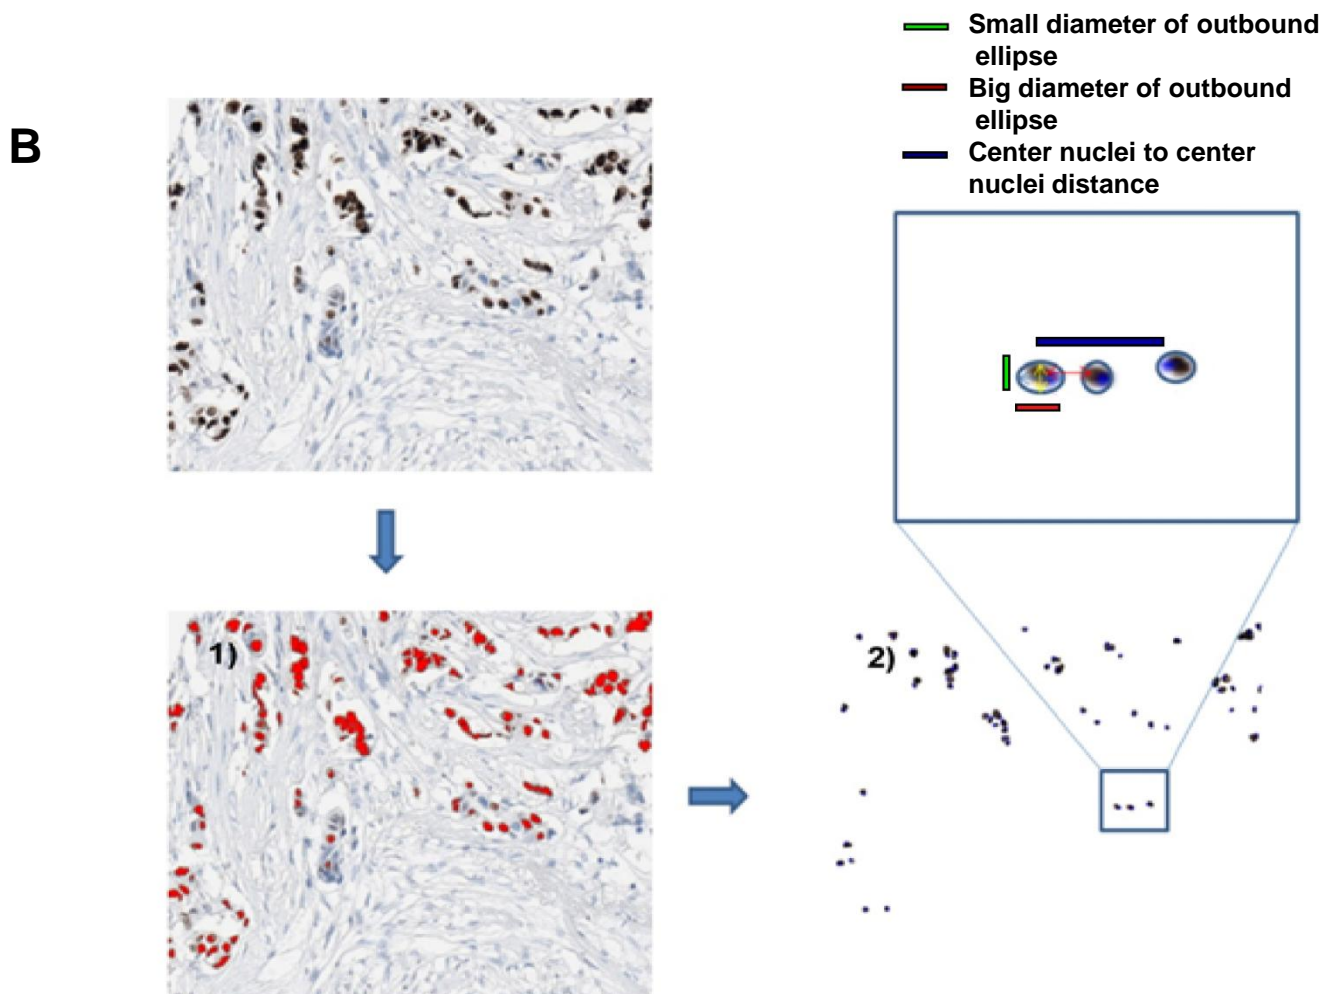 Small diameter of outbound
ellipse
Big diameter of outbound
ellipse
Center nuclei to center
nuclei distance
B
1)
2)